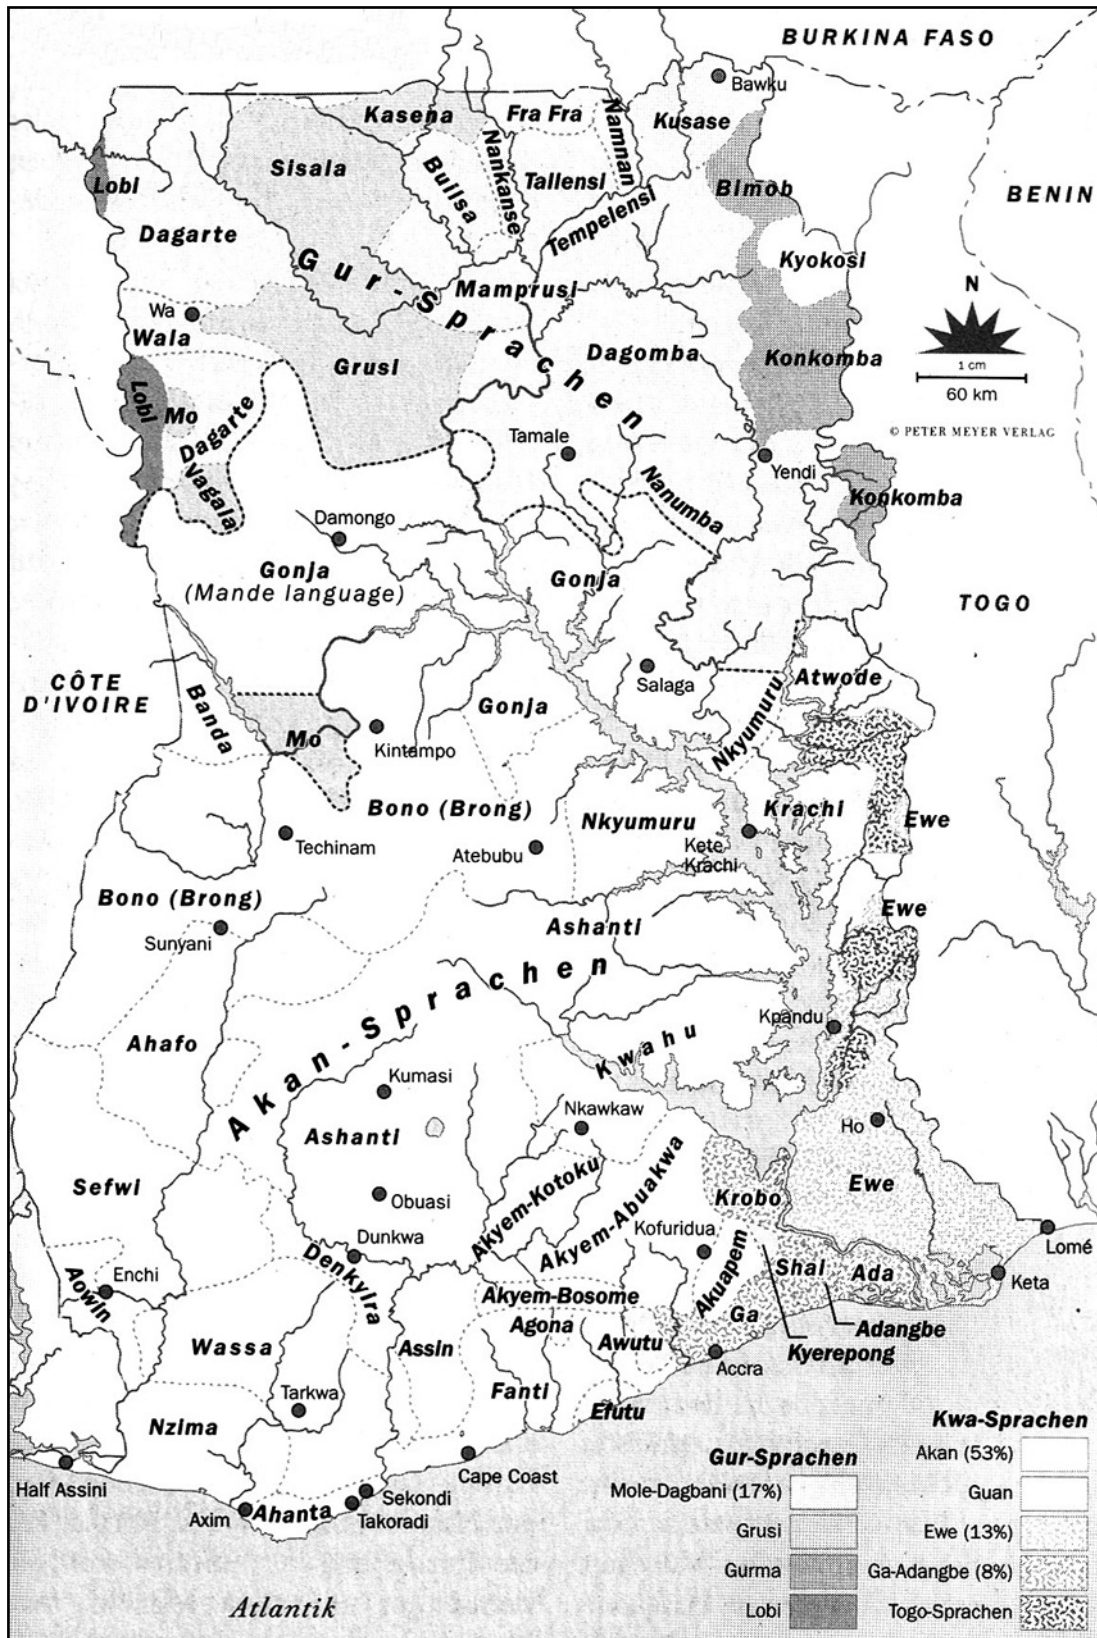 BURKINA FASO
Bawku
Kasena
Fra Fra
Namnan
Kusase
Sisala
Builsa
Nankanse
Tallensi
Bimob
BENIN
Lobi
Dagarte
Tempelensi
Kyokosi
Gur-Sprachen
Mamprusi
N
Wa
Wala
Dagomba
Konkomba
1 cm
60 km
Grusi
Lobi
Mo
Dagarte
© PETER MEYER VERLAG
Tamale
Yendi
Nagala
Nanumba
Konkomba
Damongo
Gonja
(Mande language)
Gonja
TOGO
CÔTE
D'IVOIRE
Banda
Salaga
Atwode
Gonja
Nkyumuru
Mo
Kintampo
Bono (Brong)
Nkyumuru
Krachi
Ewe
Techinam
Atebubu
Kete
Krachi
Bono (Brong)
Sunyani
Ashanti
Ewe
Akan-Sprachen
Kpandu
Ahafo
Kwahu
Kumasi
Nkawkaw
Ho
Ashanti
Sefwi
Obuasi
Akyem-Kotoku
Akyem-Abuakwa
Krobo
Ewe
Dunkwa
Kofuridua
Lomé
Denkyira
Enchi
Aowin
Akuapem
Shai
Ada
Keta
Akyem-Bosome
Ga
Agona
Wassa
Assin
Awutu
Adangbe
Kyerepong
Accra
Tarkwa
Fanti
Efutu
Nzima
Half Assini
Cape Coast
Sekondi
Axim
Ahanta
Takoradi
Atlantik
Gur-Sprachen
Mole-Dagbani (17%)
Grusi
Gurma
Lobi
Kwa-Sprachen
Akan (53%)
Guan
Ewe (13%)
Ga-Adangbe (8%)
Togo-Sprachen